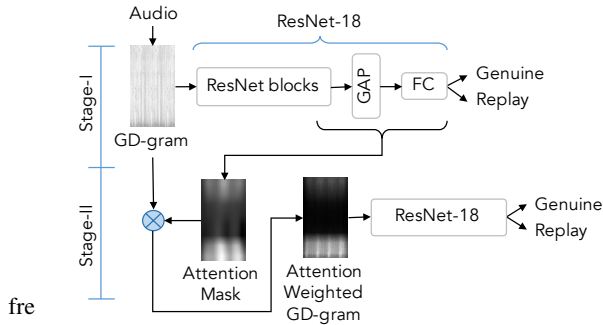 Audio
ResNet-18
Stage-I
ResNet blocks
GAP
FC
Genuine
Replay
GD-gram
Stage-II
ResNet-18
Genuine
Replay
Attention
Mask
Attention
Weighted
GD-gram
fre